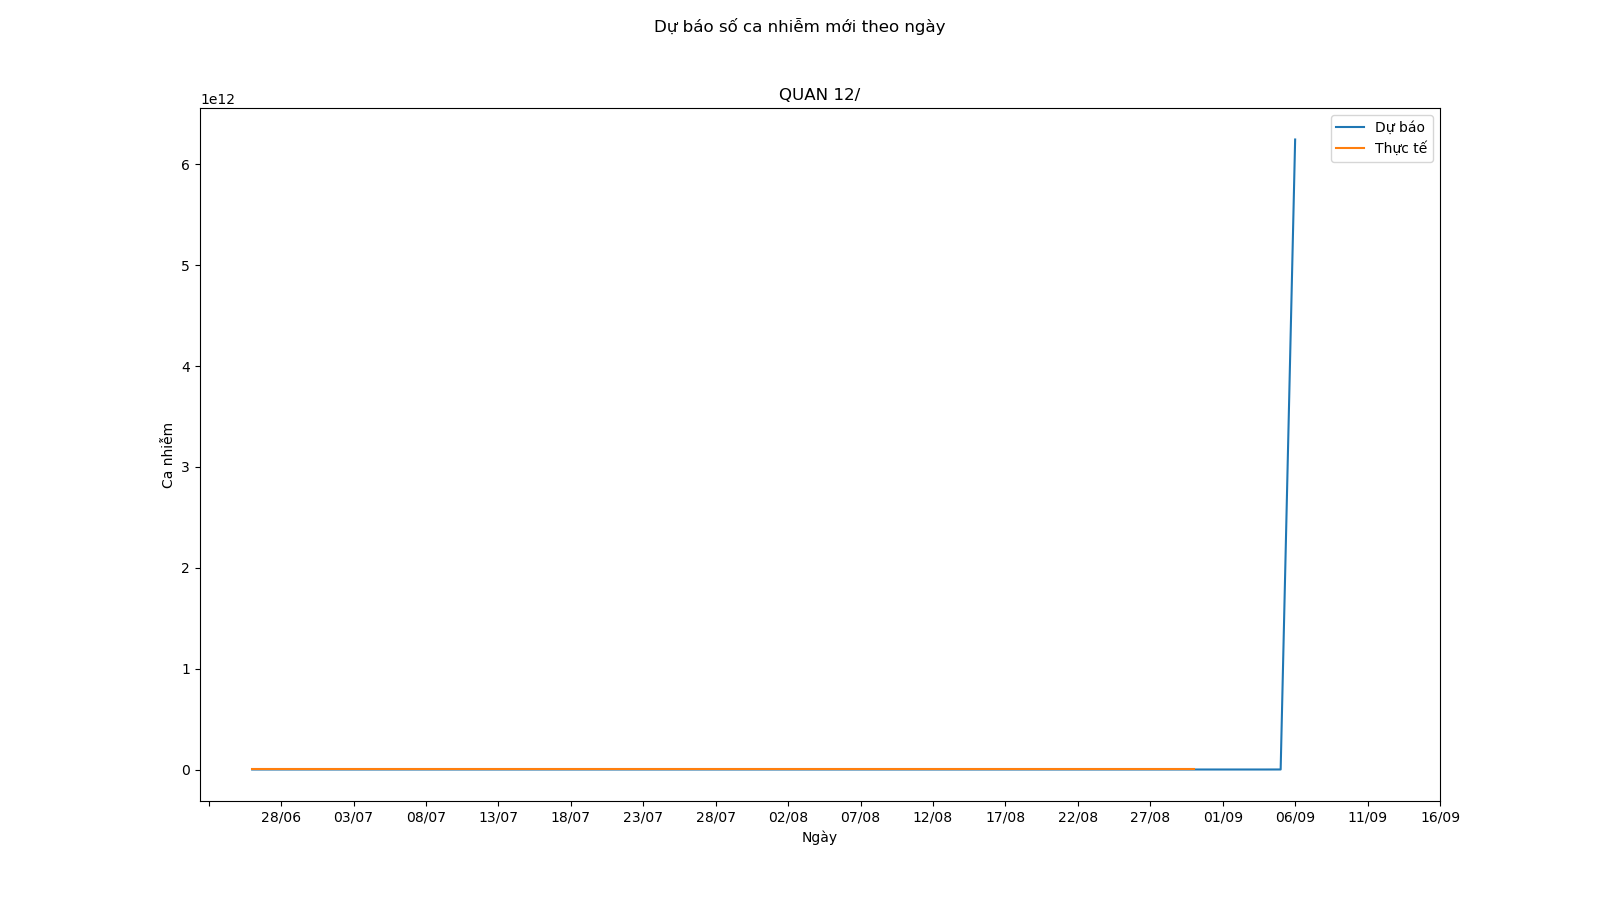 Dự báo số ca nhiễm mới theo ngày
QUAN 12/
1e12
Dự báo
Thực tế
6
5
4
3
2
1
0
Ca nhiễm
28/06 03/07 08/07 13/07 18/07 23/07 28/07 02/08 07/08 12/08 17/08 22/08 27/08 01/09 06/09 11/09 16/09
Ngày